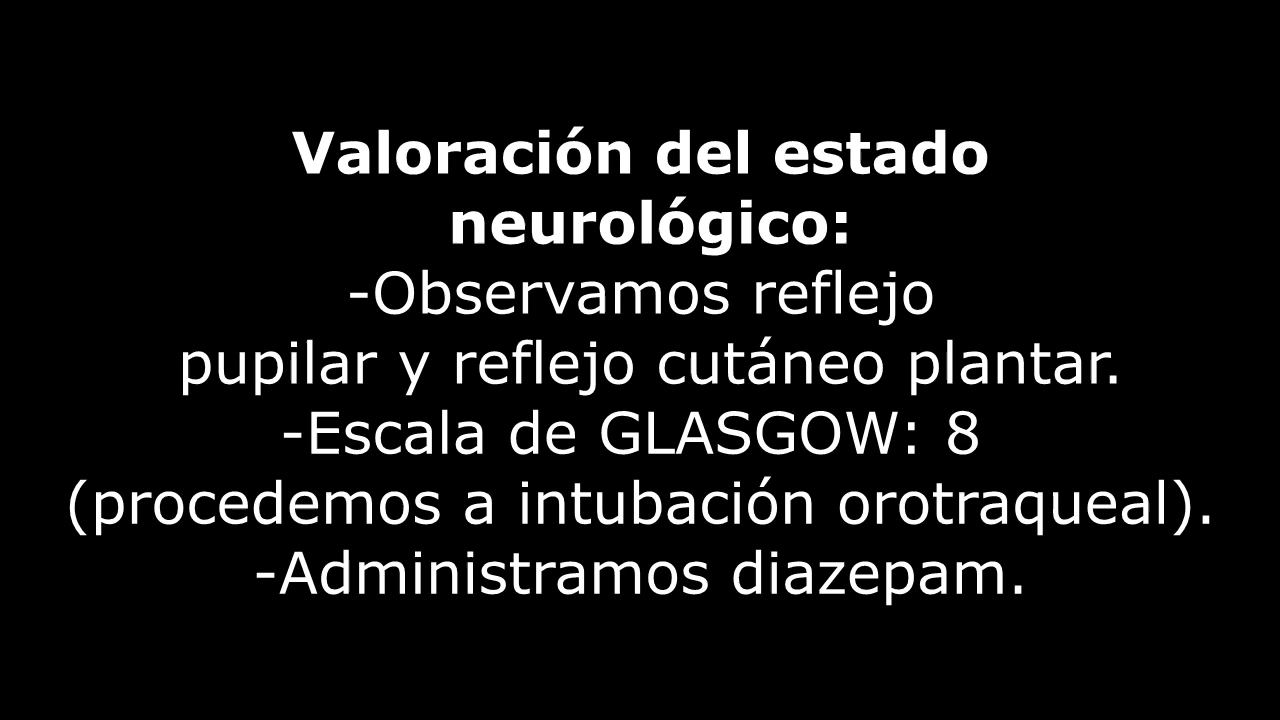 Valoración del estado
neurológico:
-Observamos reflejo
pupilar y reflejo cutáneo plantar.
-Escala de GLASGOW: 8
(procedemos a intubación orotraqueal).
-Administramos diazepam.